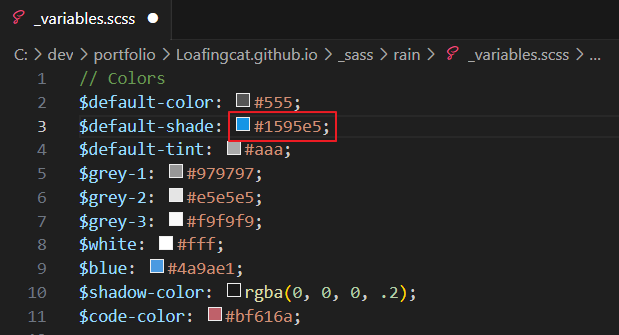 _variables.scss ●
C: > dev > portfolio > Loafingcat.github.io > _sass > rain > _variables.scss > ...
1 // Colors
2 $default-color: #555;
3 $default-shade: #1595e5;
4 $default-tint: #aaa;
5 $grey-1: #979797;
6 $grey-2: #e5e5e5;
7 $grey-3: #f9f9f9;
8 $white: #fff;
9 $blue: #4a9ae1;
10 $shadow-color: rgba(0, 0, 0, .2);
11 $code-color: #bf616a;